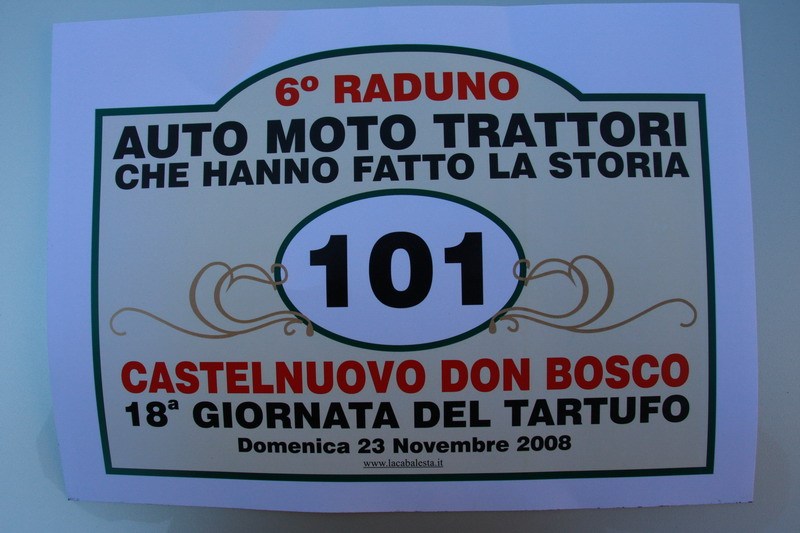 6º RADUNO
AUTO MOTO TRATTORI
CHE HANNO FATTO LA STORIA
101
CASTELNUOVO DON BOSCO
18ª GIORNATA DEL TARTUFO
Domenica 23 Novembre 2008
www.lacabalesta.it